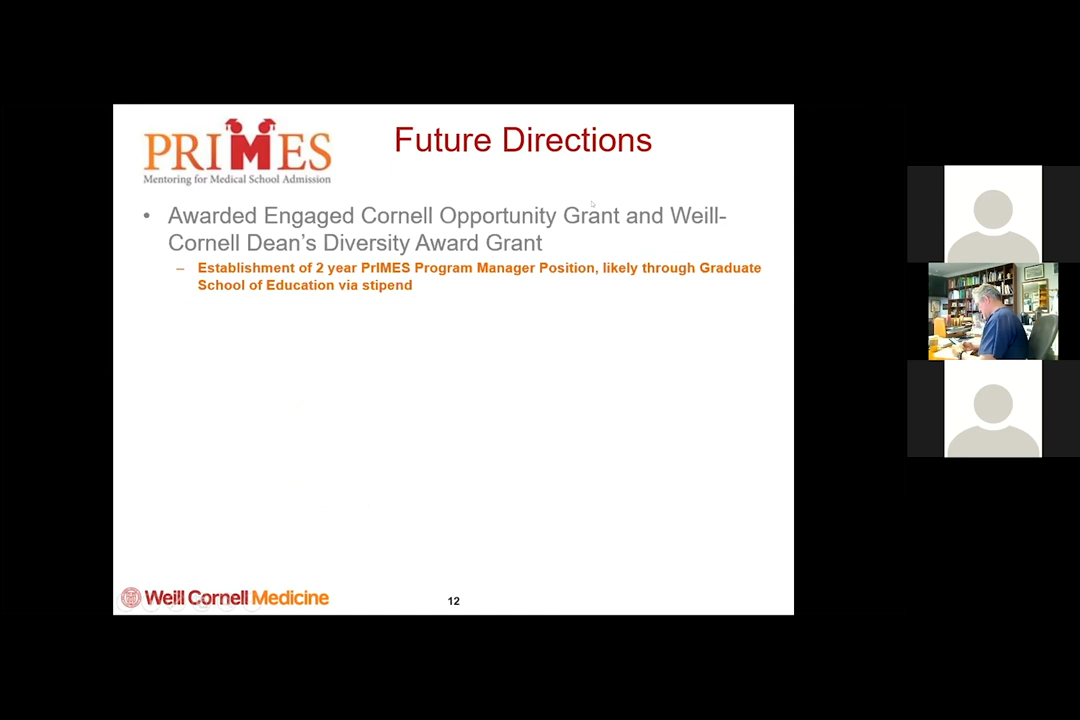 PRIMES
Mentoring for Medical School Admission
Future Directions
• Awarded Engaged Cornell Opportunity Grant and Weill-
Cornell Dean's Diversity Award Grant
– Establishment of 2 year PrIMES Program Manager Position, likely through Graduate
School of Education via stipend
Weill Cornell Medicine
12